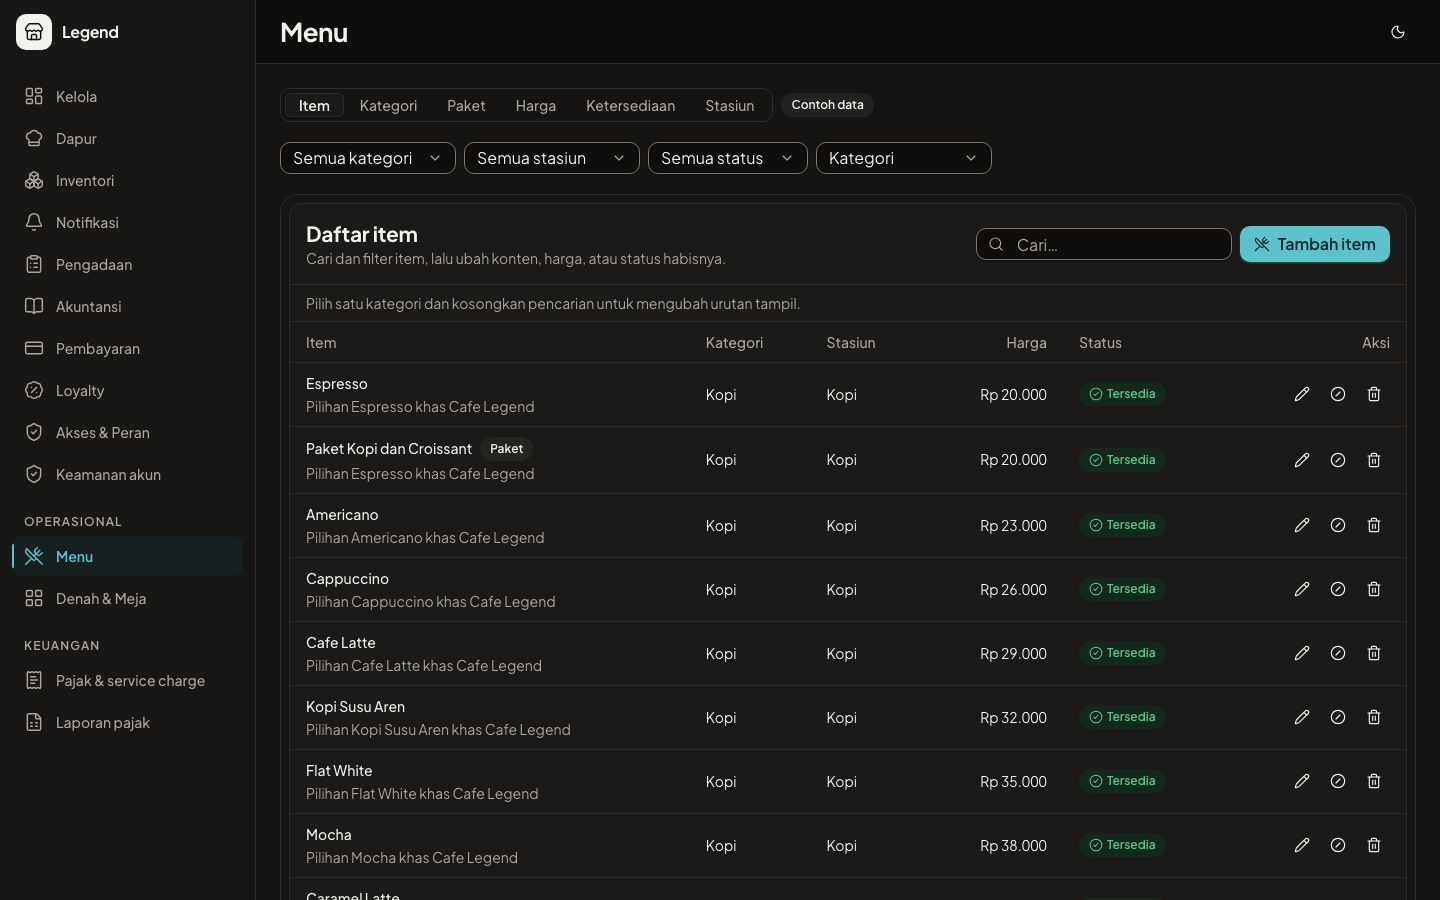 Legend
Kelola
Dapur
Inventori
Notifikasi
Pengadaan
Akuntansi
Pembayaran
Loyalty
Akses & Peran
Keamanan akun
OPERASIONAL
Menu
Denah & Meja
KEUANGAN
Pajak & service charge
Laporan pajak
Menu
Item Kategori Paket Harga Ketersediaan Stasiun Contoh data
Semua kategori Semua stasiun Semua status Kategori
Daftar item
Cari dan filter item, lalu ubah konten, harga, atau status habisnya.
Cari... Tambah item
Pilih satu kategori dan kosongkan pencarian untuk mengubah urutan tampil.
Item Kategori Stasiun Harga Status Aksi
Espresso
Pilihan Espresso khas Cafe Legend
Kopi Kopi Rp 20.000 Tersedia
Paket Kopi dan Croissant Paket
Pilihan Espresso khas Cafe Legend
Kopi Kopi Rp 20.000 Tersedia
Americano
Pilihan Americano khas Cafe Legend
Kopi Kopi Rp 23.000 Tersedia
Cappuccino
Pilihan Cappuccino khas Cafe Legend
Kopi Kopi Rp 26.000 Tersedia
Cafe Latte
Pilihan Cafe Latte khas Cafe Legend
Kopi Kopi Rp 29.000 Tersedia
Kopi Susu Aren
Pilihan Kopi Susu Aren khas Cafe Legend
Kopi Kopi Rp 32.000 Tersedia
Flat White
Pilihan Flat White khas Cafe Legend
Kopi Kopi Rp 35.000 Tersedia
Mocha
Pilihan Mocha khas Cafe Legend
Kopi Kopi Rp 38.000 Tersedia
Caramel Latte